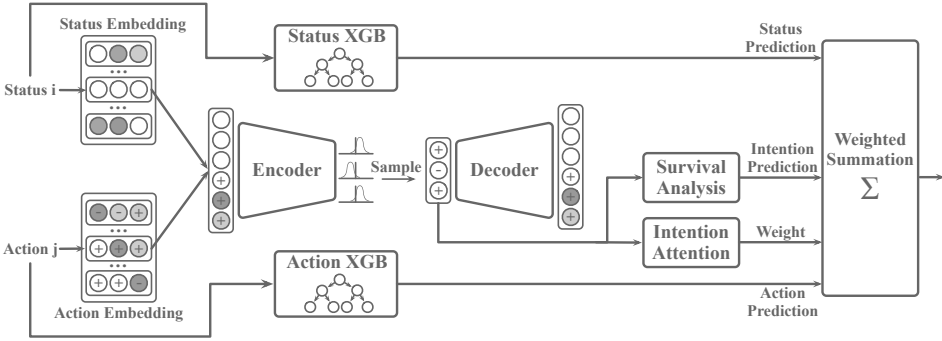 Status Embedding
...
...
Status i
Status XGB
Status
Prediction
Encoder
Sample
+
-
+
Decoder
+
+
+
+
+
+
Survival
Analysis
Intention
Prediction
Weighted
Summation
Σ
Intention
Attention
Weight
- - +
...
Action j
+ + +
...
+ + -
Action Embedding
Action XGB
Action
Prediction